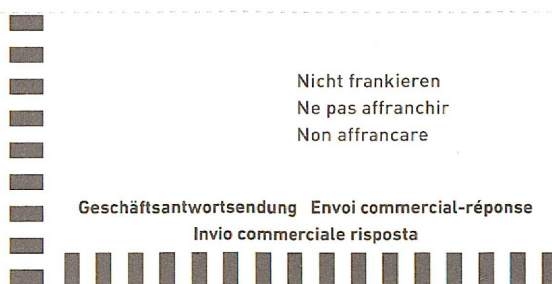 Nicht frankieren
Ne pas affranchir
Non affrancare
Geschäftsantwortsendung Envoi commercial-réponse
Invio commerciale risposta